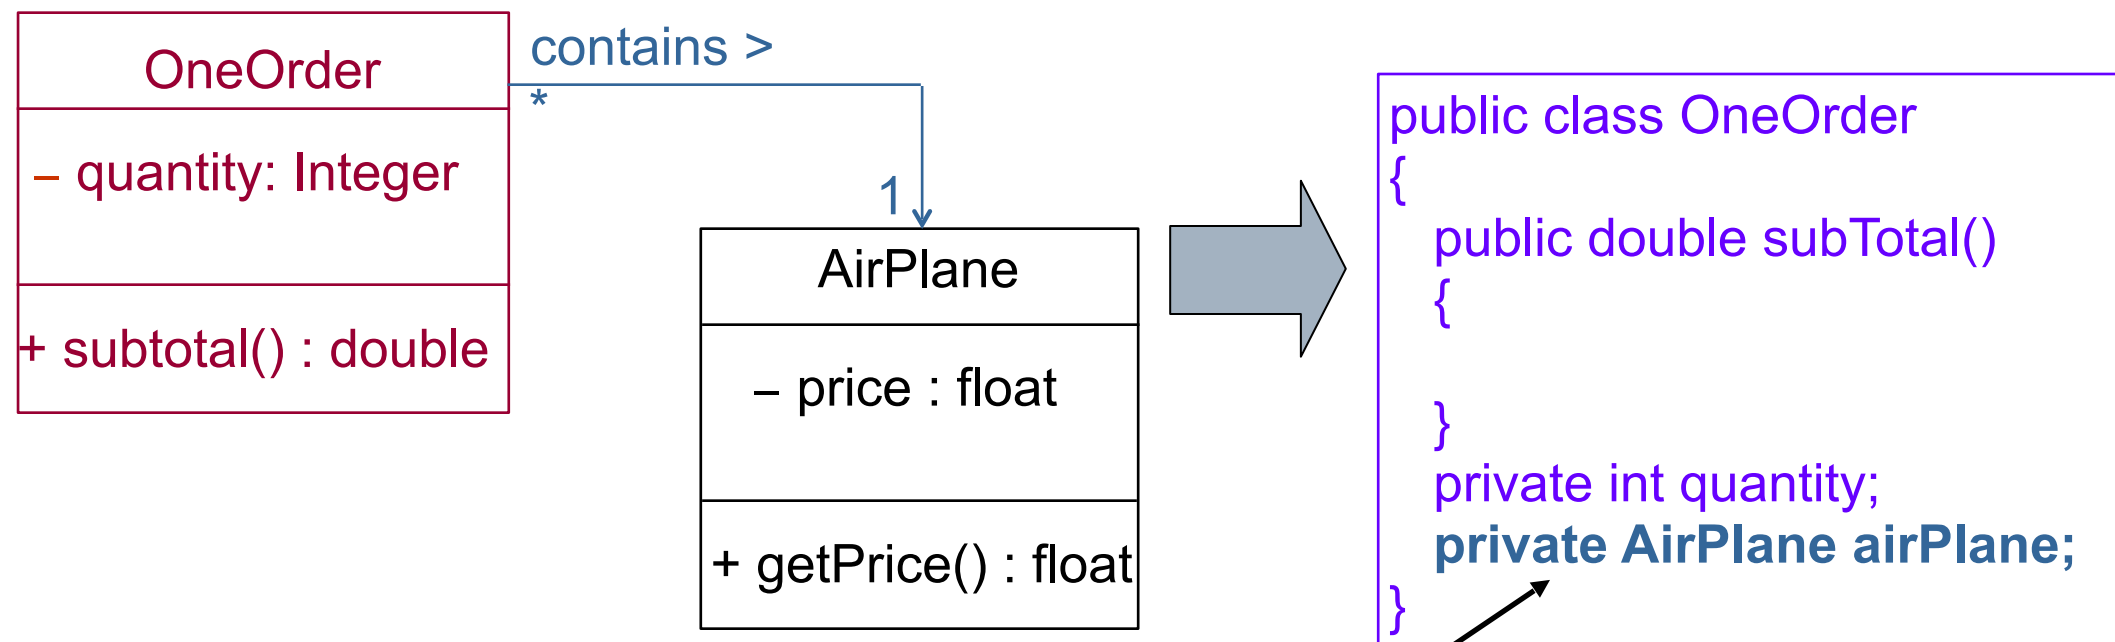 OneOrder
– quantity: Integer
+ subtotal() : double
contains >
*
1
AirPlane
– price : float
+ getPrice() : float
public class OneOrder
{
public double subTotal()
{
}
private int quantity;
private AirPlane airPlane;
}